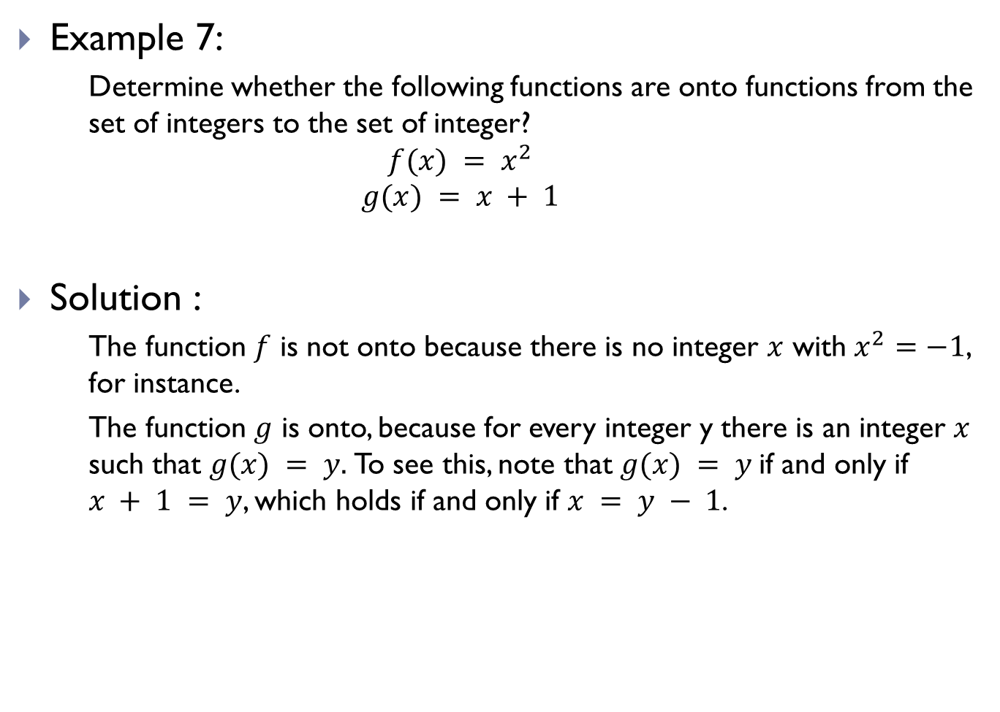 Example 7:
Determine whether the following functions are onto functions from the
set of integers to the set of integer?
f(x) = x²
g(x) = x + 1
Solution :
The function f is not onto because there is no integer x with x² = −1,
for instance.
The function g is onto, because for every integer y there is an integer x
such that g(x) = y. To see this, note that g(x) = y if and only if
x + 1 = y, which holds if and only if x = y − 1.